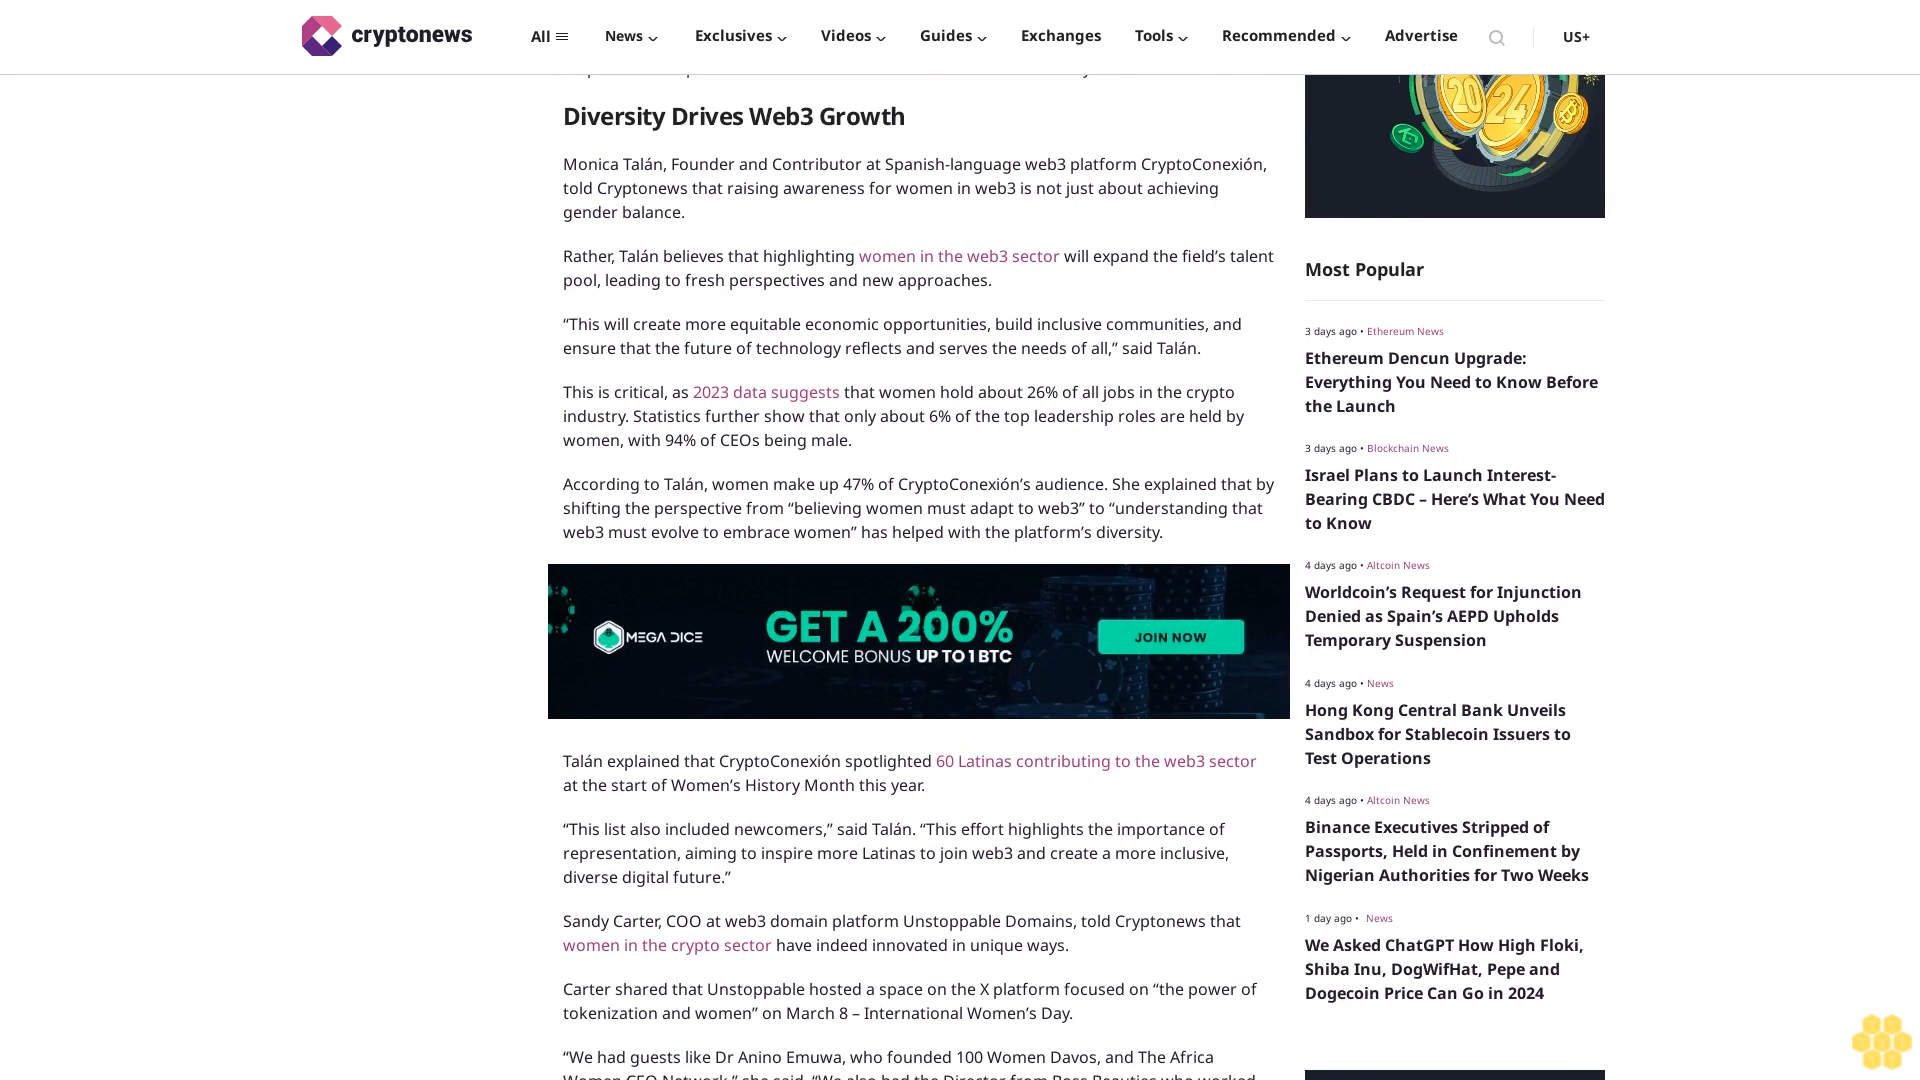 cryptonews
All
News
Exclusives
Videos
Guides
Exchanges
Tools
Recommended
Advertise
US+
Diversity Drives Web3 Growth
Monica Talán, Founder and Contributor at Spanish-language web3 platform CryptoConexión,
told Cryptonews that raising awareness for women in web3 is not just about achieving
gender balance.
Rather, Talán believes that highlighting women in the web3 sector will expand the field’s talent
pool, leading to fresh perspectives and new approaches.
“This will create more equitable economic opportunities, build inclusive communities, and
ensure that the future of technology reflects and serves the needs of all,” said Talán.
This is critical, as 2023 data suggests that women hold about 26% of all jobs in the crypto
industry. Statistics further show that only about 6% of the top leadership roles are held by
women, with 94% of CEOs being male.
According to Talán, women make up 47% of CryptoConexión’s audience. She explained that by
shifting the perspective from “believing women must adapt to web3” to “understanding that
web3 must evolve to embrace women” has helped with the platform’s diversity.
MEGA DICE
GET A 200%
WELCOME BONUS UP TO 1 BTC
JOIN NOW
Talán explained that CryptoConexión spotlighted 60 Latinas contributing to the web3 sector
at the start of Women’s History Month this year.
“This list also included newcomers,” said Talán. “This effort highlights the importance of
representation, aiming to inspire more Latinas to join web3 and create a more inclusive,
diverse digital future.”
Sandy Carter, COO at web3 domain platform Unstoppable Domains, told Cryptonews that
women in the crypto sector have indeed innovated in unique ways.
Carter shared that Unstoppable hosted a space on the X platform focused on “the power of
tokenization and women” on March 8 – International Women’s Day.
“We had guests like Dr Anino Emuwa, who founded 100 Women Davos, and The Africa
Women CEO Network,” she said. “We also had the Director from Boss Beauties who worked
20 24
Most Popular
3 days ago • Ethereum News
Ethereum Dencun Upgrade:
Everything You Need to Know Before
the Launch
3 days ago • Blockchain News
Israel Plans to Launch Interest-
Bearing CBDC – Here’s What You Need
to Know
4 days ago • Altcoin News
Worldcoin’s Request for Injunction
Denied as Spain’s AEPD Upholds
Temporary Suspension
4 days ago • News
Hong Kong Central Bank Unveils
Sandbox for Stablecoin Issuers to
Test Operations
4 days ago • Altcoin News
Binance Executives Stripped of
Passports, Held in Confinement by
Nigerian Authorities for Two Weeks
1 day ago • News
We Asked ChatGPT How High Floki,
Shiba Inu, DogWifHat, Pepe and
Dogecoin Price Can Go in 2024